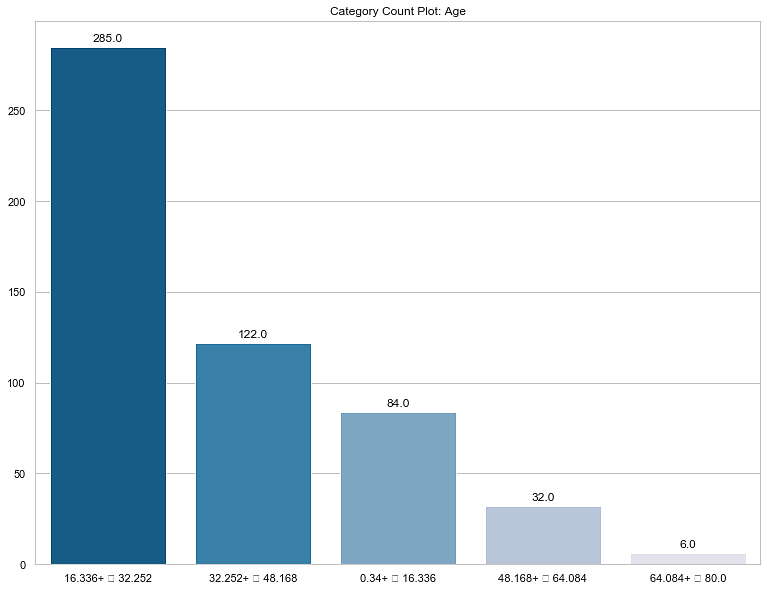 Category Count Plot: Age
285.0
250
200
150
122.0
100
84.0
50
32.0
6.0
0
16.336+ □ 32.252
32.252+ □ 48.168
0.34+ □ 16.336
48.168+ □ 64.084
64.084+ □ 80.0